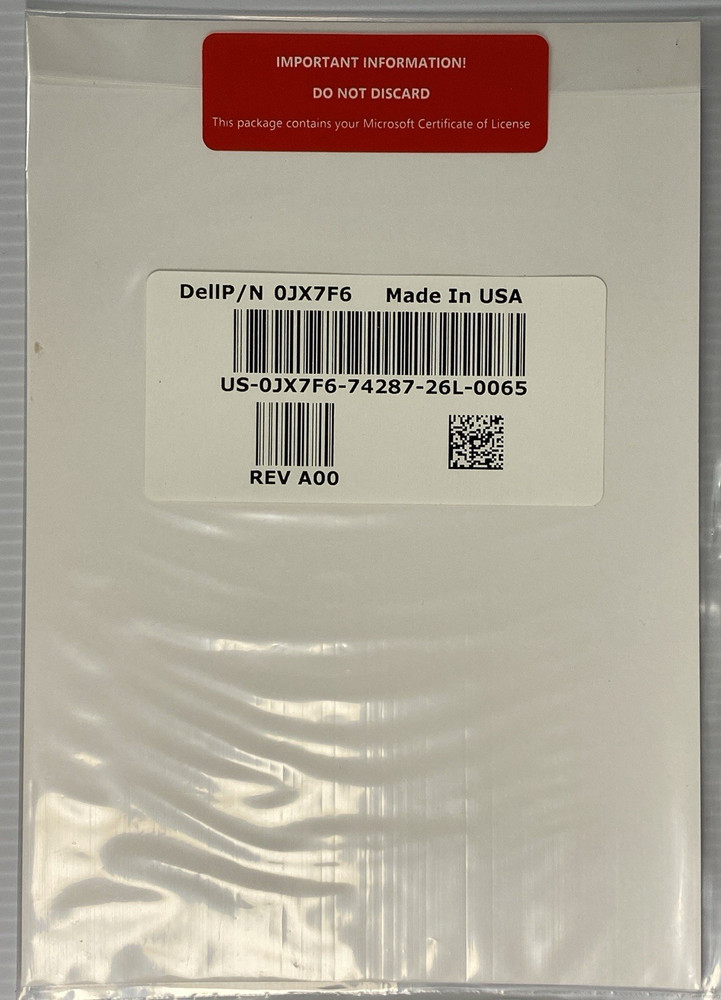 IMPORTANT INFORMATION!
DO NOT DISCARD
This package contains your Microsoft Certificate of License
DellP/N 0JX7F6 Made In USA
US-0JX7F6-74287-26L-0065
REV A00